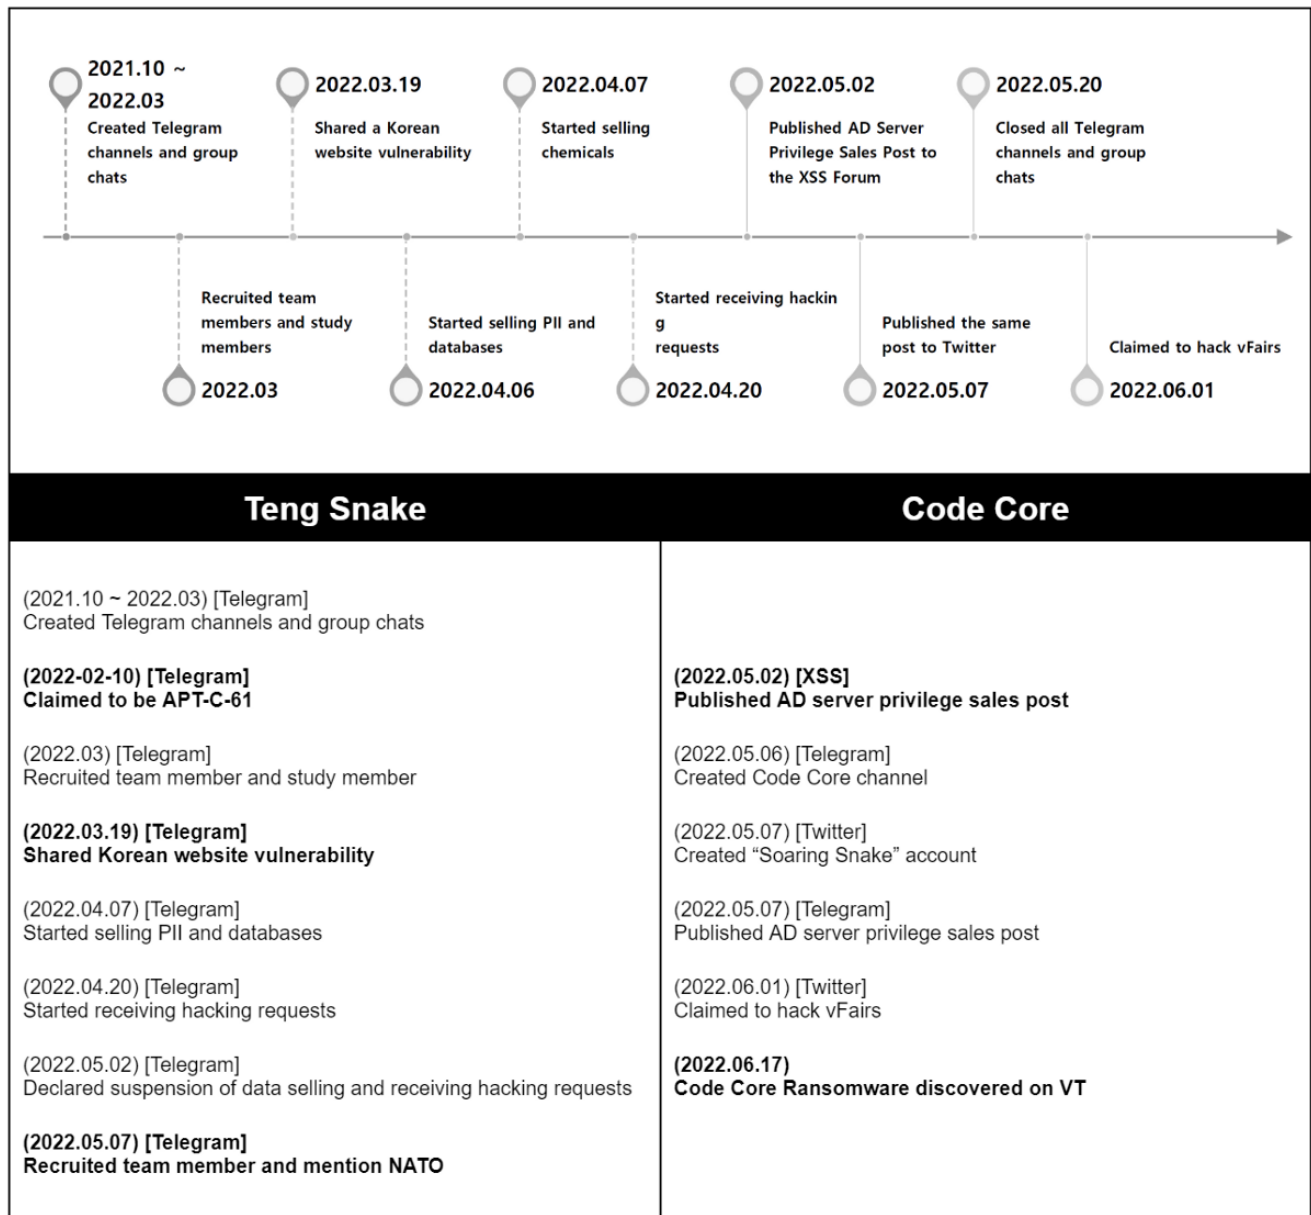 2021.10 ~
2022.03
Created Telegram
channels and group
chats
2022.03.19
Shared a Korean
website vulnerability
2022.04.07
Started selling
chemicals
2022.05.02
Published AD Server
Privilege Sales Post to
the XSS Forum
2022.05.20
Closed all Telegram
channels and group
chats
Recruited team
members and study
members
2022.03
Started selling PII and
databases
2022.04.06
Started receiving hackin
g
requests
2022.04.20
Published the same
post to Twitter
2022.05.07
Claimed to hack vFairs
2022.06.01
Teng Snake
(2021.10 ~ 2022.03) [Telegram]
Created Telegram channels and group chats
(2022-02-10) [Telegram]
Claimed to be APT-C-61
(2022.03) [Telegram]
Recruited team member and study member
(2022.03.19) [Telegram]
Shared Korean website vulnerability
(2022.04.07) [Telegram]
Started selling PII and databases
(2022.04.20) [Telegram]
Started receiving hacking requests
(2022.05.02) [Telegram]
Declared suspension of data selling and receiving hacking requests
(2022.05.07) [Telegram]
Recruited team member and mention NATO
Code Core
(2022.05.02) [XSS]
Published AD server privilege sales post
(2022.05.06) [Telegram]
Created Code Core channel
(2022.05.07) [Twitter]
Created “Soaring Snake” account
(2022.05.07) [Telegram]
Published AD server privilege sales post
(2022.06.01) [Twitter]
Claimed to hack vFairs
(2022.06.17)
Code Core Ransomware discovered on VT